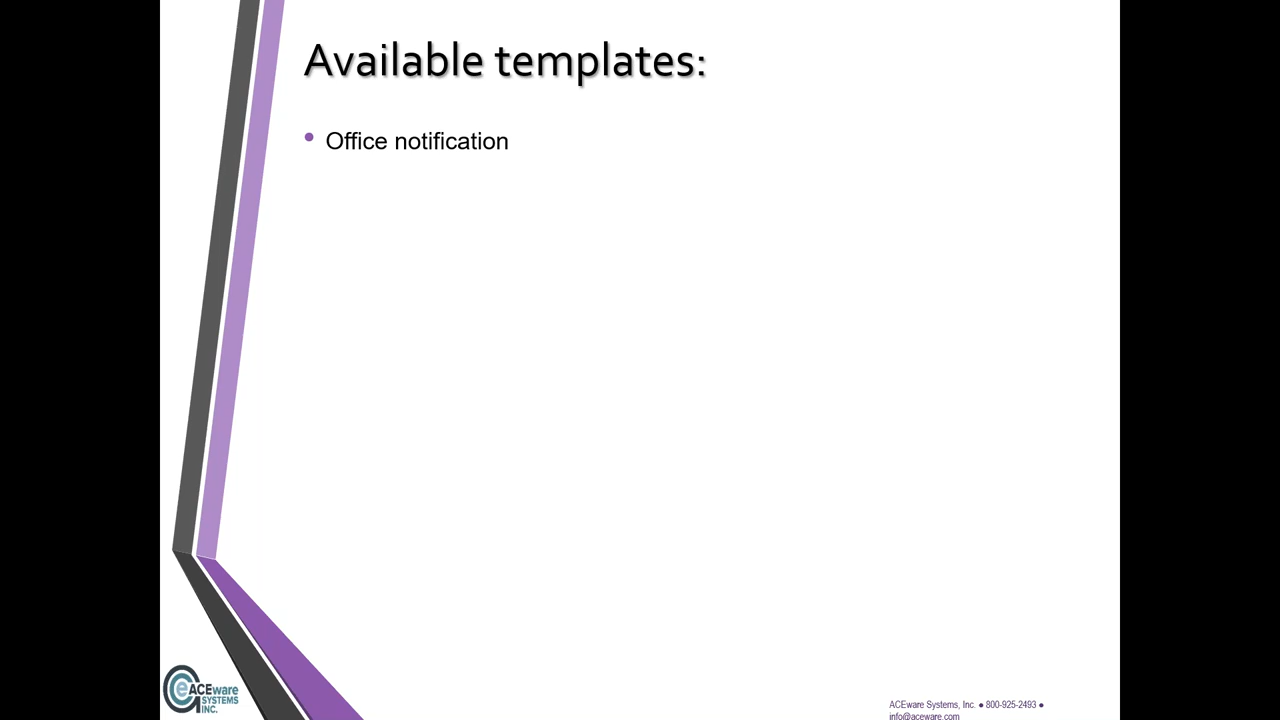 Available templates:
• Office notification
ACEware
SYSTEMS
INC.
ACEware Systems, Inc. ● 800-925-2493 ●
info@aceware.com